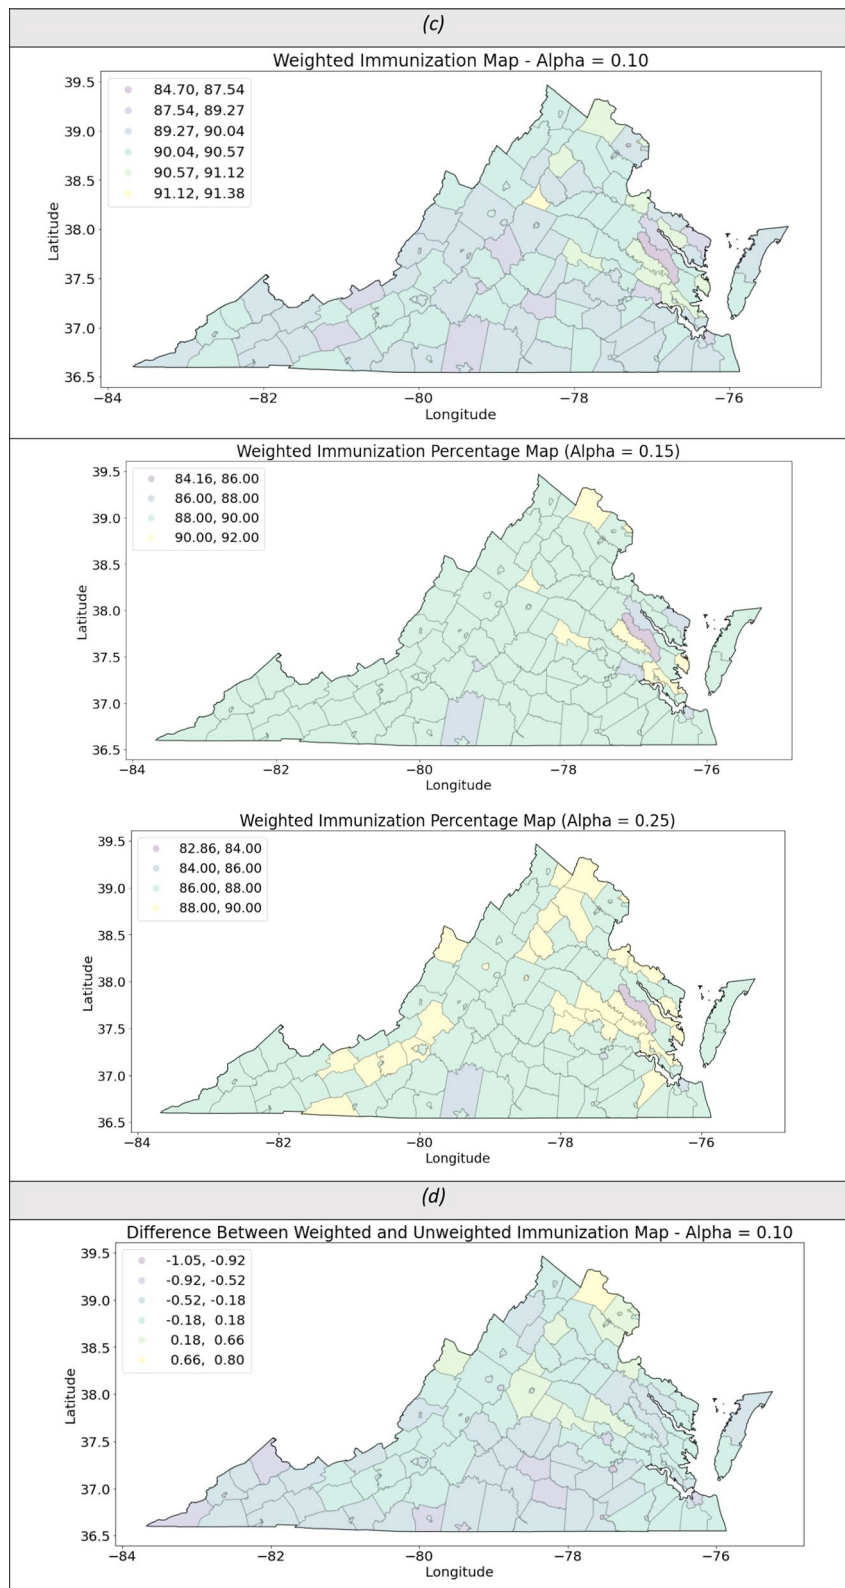 (c)
Weighted Immunization Map - Alpha = 0.10
84.70, 87.54
87.54, 89.27
89.27, 90.04
90.04, 90.57
90.57, 91.12
91.12, 91.38
39.5
39.0
38.5
38.0
37.5
37.0
36.5
Latitude
−84 −82 −80 −78 −76
Longitude
Weighted Immunization Percentage Map (Alpha = 0.15)
84.16, 86.00
86.00, 88.00
88.00, 90.00
90.00, 92.00
39.5
39.0
38.5
38.0
37.5
37.0
36.5
Latitude
−84 −82 −80 −78 −76
Longitude
Weighted Immunization Percentage Map (Alpha = 0.25)
82.86, 84.00
84.00, 86.00
86.00, 88.00
88.00, 90.00
39.5
39.0
38.5
38.0
37.5
37.0
36.5
Latitude
−84 −82 −80 −78 −76
Longitude
(d)
Difference Between Weighted and Unweighted Immunization Map - Alpha = 0.10
-1.05, -0.92
-0.92, -0.52
-0.52, -0.18
-0.18, 0.18
0.18, 0.66
0.66, 0.80
39.5
39.0
38.5
38.0
37.5
37.0
36.5
Latitude
−84 −82 −80 −78 −76
Longitude